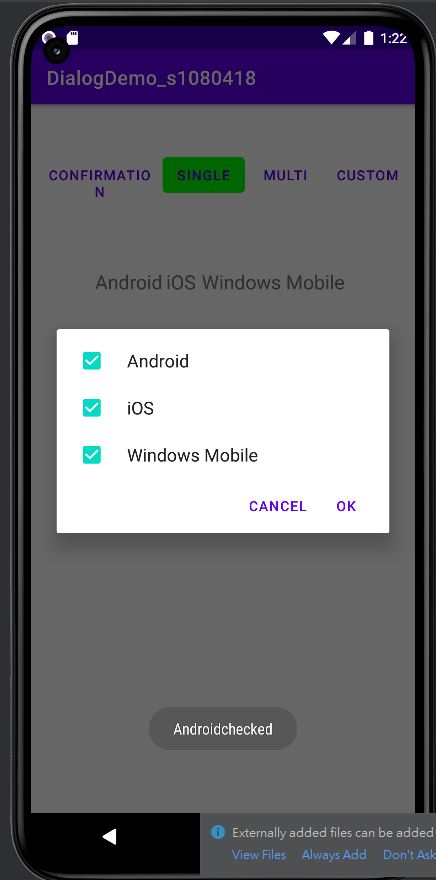 1:22
DialogDemo_s1080418
CONFIRMATIO
N
SINGLE
MULTI
CUSTOM
Android iOS Windows Mobile
Android
iOS
Windows Mobile
CANCEL
OK
Androidchecked
Externally added files can be added
View Files
Always Add
Don't Ask